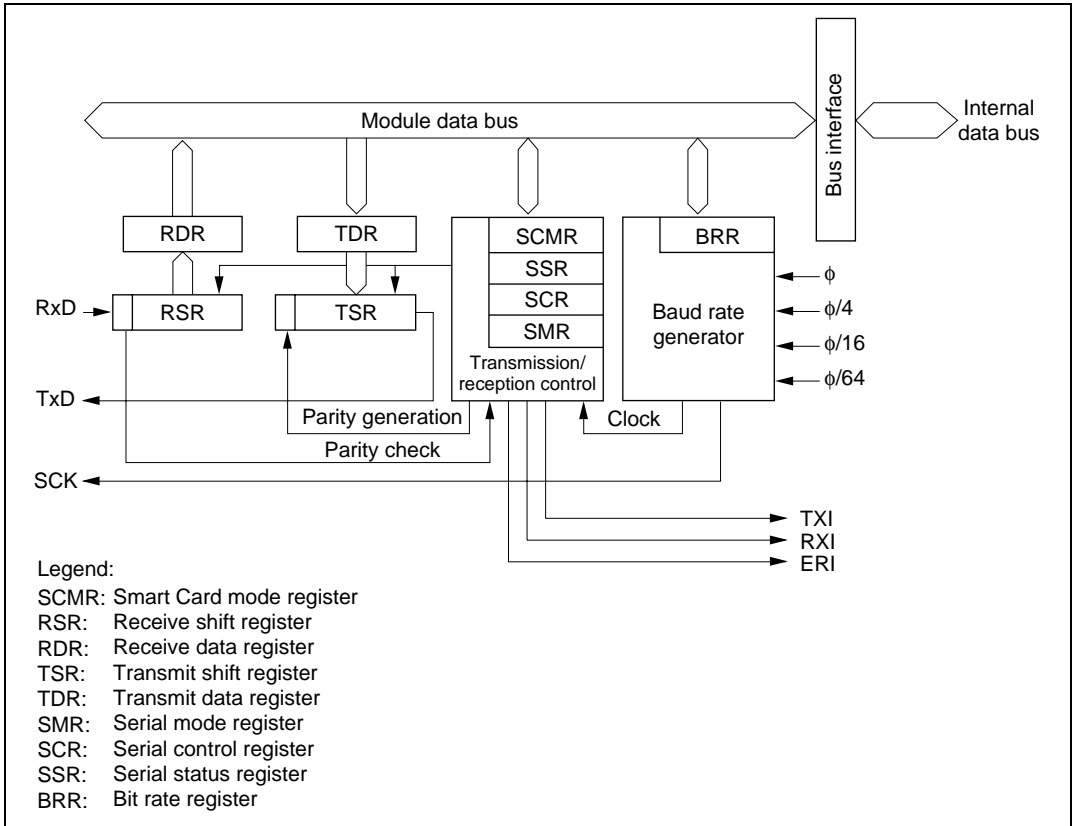 Bus interface
Internal
data bus
Module data bus
RDR
TDR
SCMR
SSR
SCR
SMR
Transmission/
reception control
BRR
Baud rate
generator
φ
φ/4
φ/16
φ/64
RxD
RSR
TSR
TxD
Parity generation
Parity check
Clock
SCK
TXI
RXI
ERI
Legend:
SCMR: Smart Card mode register
RSR: Receive shift register
RDR: Receive data register
TSR: Transmit shift register
TDR: Transmit data register
SMR: Serial mode register
SCR: Serial control register
SSR: Serial status register
BRR: Bit rate register